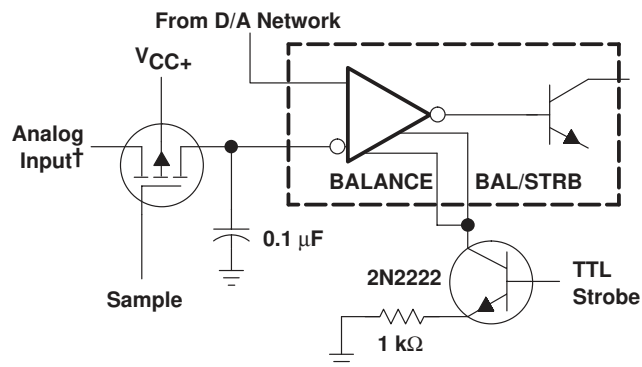 From D/A Network
VCC+
Analog
Input†
BALANCE
BAL/STRB
0.1 μF
2N2222
TTL
Strobe
Sample
1 kΩ